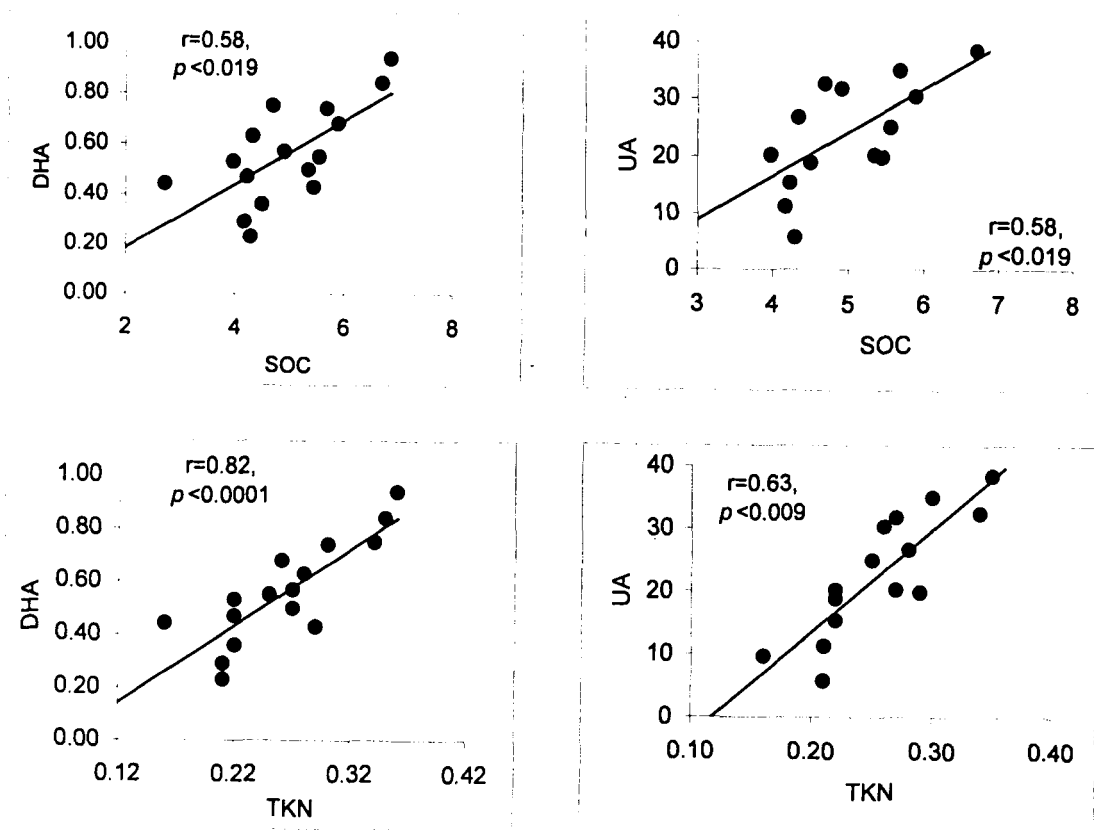 1.00
0.80
0.60
0.40
0.20
0.00
DHA
r=0.58,
p<0.019
2 4 6 8
SOC
40
30
20
10
0
UA
r=0.58,
p<0.019
3 4 5 6 7 8
SOC
1.00
0.80
0.60
0.40
0.20
0.00
DHA
r=0.82,
p<0.0001
0.12 0.22 0.32 0.42
TKN
40
30
20
10
0
UA
r=0.63,
p<0.009
0.10 0.20 0.30 0.40
TKN